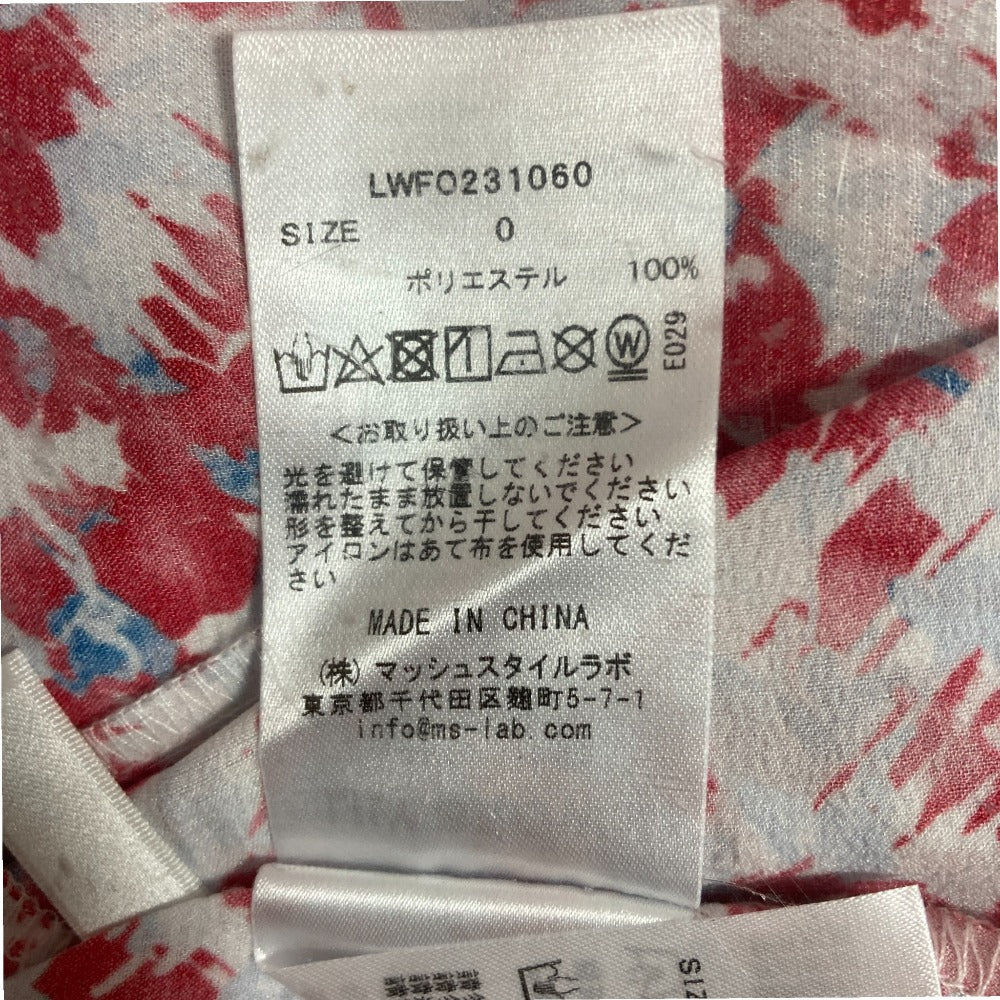 LWFO231060
SIZE 0
ポリエステル 100%
W
E029
<お取り扱い上のご注意>
光を避けて保管してください
濡れたまま放置しないでください
形を整えてから干してください
アイロンはあて布を使用してくだ
さい
MADE IN CHINA
(株)マッシュスタイルラボ
東京都千代田区麹町5-7-1
info@ms-lab.com